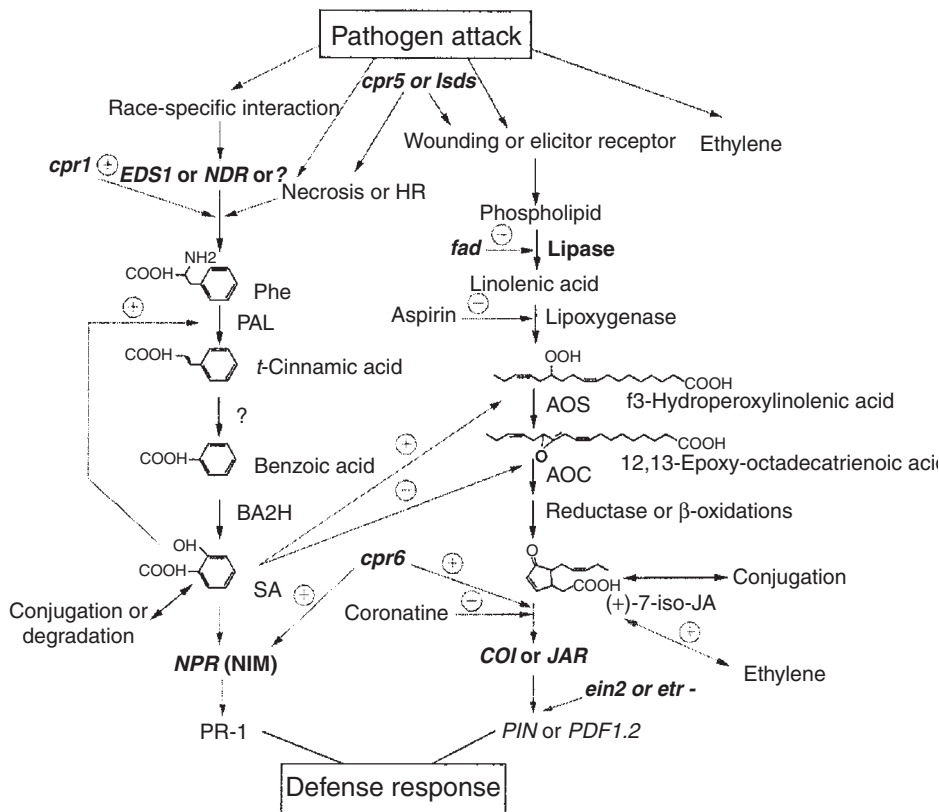 Pathogen attack
cpr5 or lsds
Race-specific interaction
Wounding or elicitor receptor
Ethylene
cpr1 +
EDS1 or NDR or ?
Necrosis or HR
Phospholipid
fad − Lipase
Linolenic acid
NH2
COOH
Phe
Aspirin − Lipoxygenase
+
PAL
OOH
COOH
COOH
t-Cinnamic acid
AOS
f3-Hydroperoxylinolenic acid
?
+
COOH
O
COOH
Benzoic acid
12,13-Epoxy-octadecatrienoic acid
AOC
−
BA2H
Reductase or β-oxidations
OH
O
COOH
SA
cpr6
+
COOH
Conjugation
(+)-7-iso-JA
Conjugation or
degradation
+
Coronatine −
+
NPR (NIM)
COI or JAR
Ethylene
ein2 or etr -
PR-1
PIN or PDF1.2
Defense response